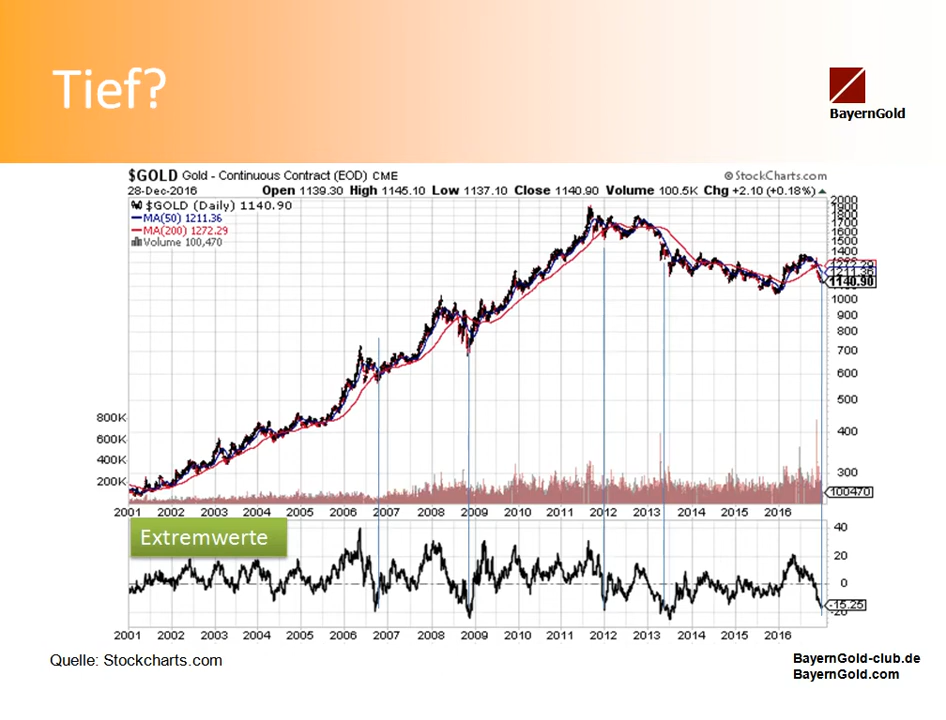 Tief?
BayernGold
$GOLD Gold - Continuous Contract (EOD) CME
® StockCharts.com
28-Dec-2016
Open 1139.30 High 1145.10 Low 1137.10 Close 1140.90 Volume 100.5K Chg +2.10 (+0.18%)
$GOLD (Daily) 1140.90
MA(50) 1211.36
MA(200) 1272.29
Volume 100,470
2000
1900
1800
1700
1600
1500
1400
1300
1272.29
1211.36
1140.90
1000
900
800
700
600
500
400
300
100470
800K
600K
400K
200K
2001 2002 2003 2004 2005 2006 2007 2008 2009 2010 2011 2012 2013 2014 2015 2016
Extremwerte
40
20
0
-15.25
-20
2001 2002 2003 2004 2005 2006 2007 2008 2009 2010 2011 2012 2013 2014 2015 2016
Quelle: Stockcharts.com
BayernGold-club.de
BayernGold.com